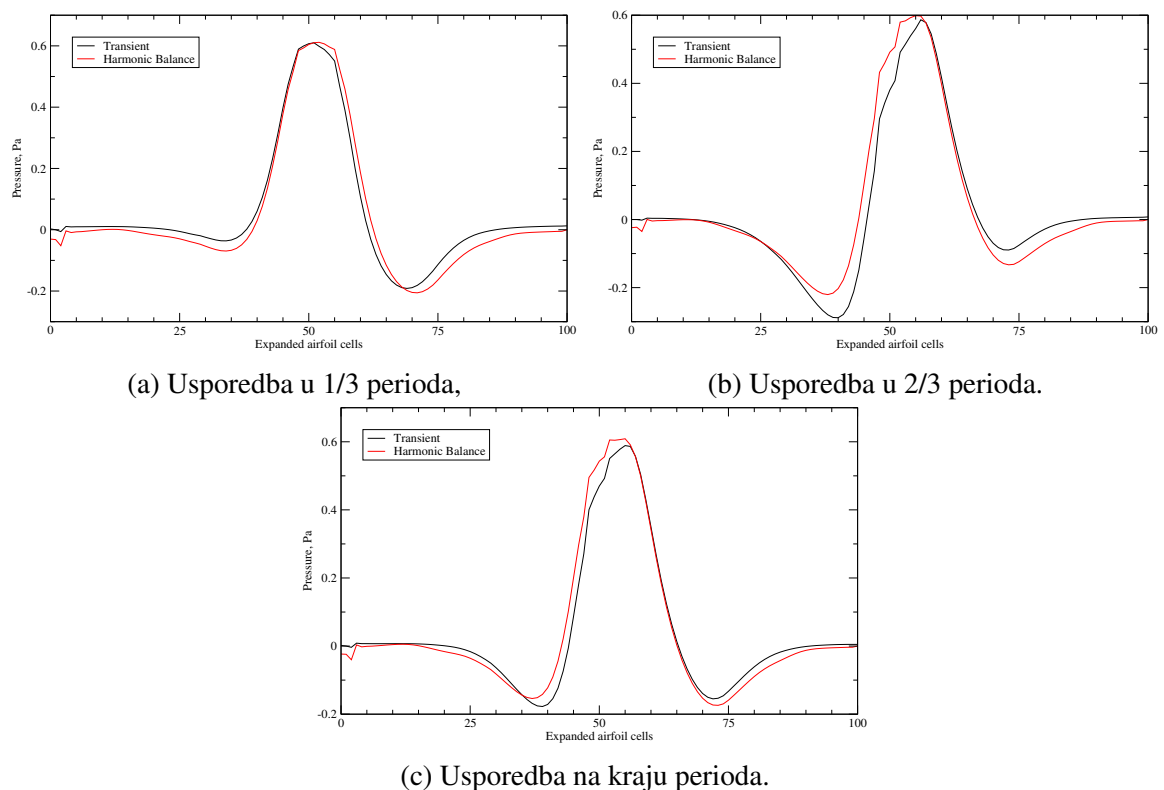 0.6
0.4
0.2
0
-0.2
Pressure, Pa
Transient
Harmonic Balance
0 25 50 75 100
Expanded airfoil cells
(a) Usporedba u 1/3 perioda,
0.6
0.4
0.2
0
-0.2
Pressure, Pa
Transient
Harmonic Balance
0 25 50 75 100
Expanded airfoil cells
(b) Usporedba u 2/3 perioda.
0.6
0.4
0.2
0
-0.2
Pressure, Pa
Transient
Harmonic Balance
0 25 50 75 100
Expanded airfoil cells
(c) Usporedba na kraju perioda.